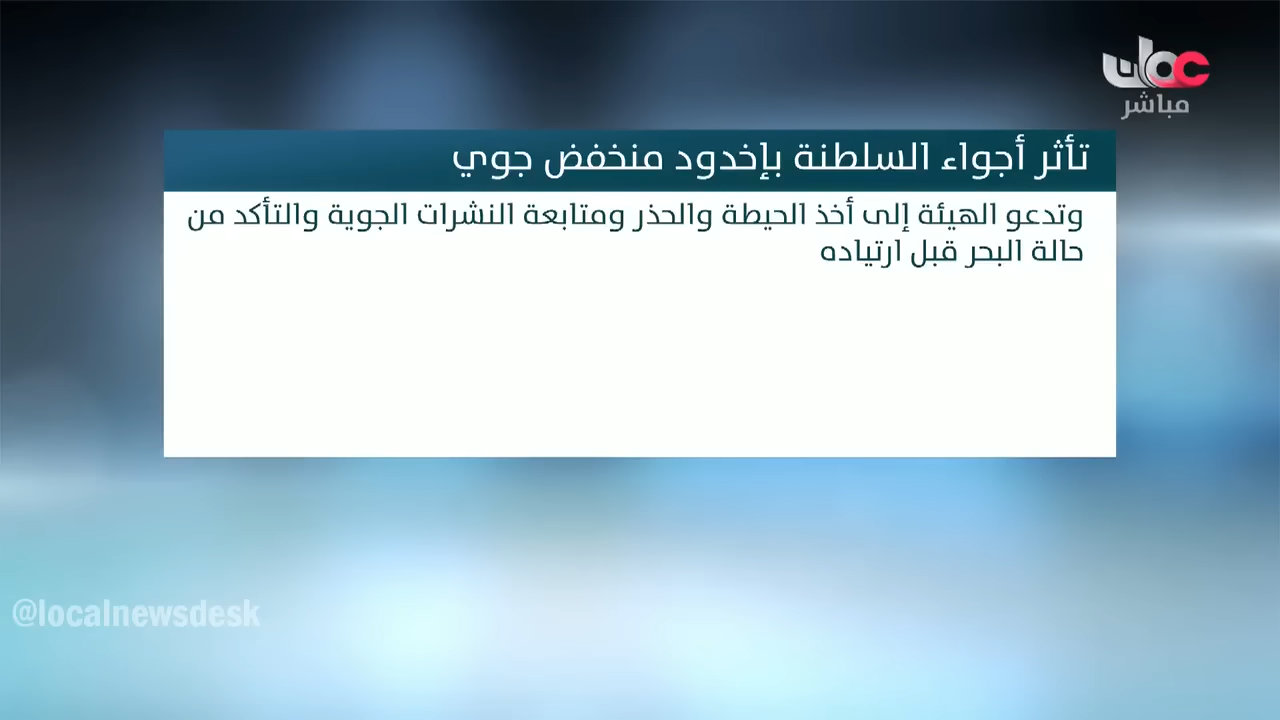 عمان
مباشر
تأثر أجواء السلطنة بإخدود منخفض جوي
وتدعو الهيئة إلى أخذ الحيطة والحذر ومتابعة النشرات الجوية والتأكد من
حالة البحر قبل ارتياده
@localnewsdesk